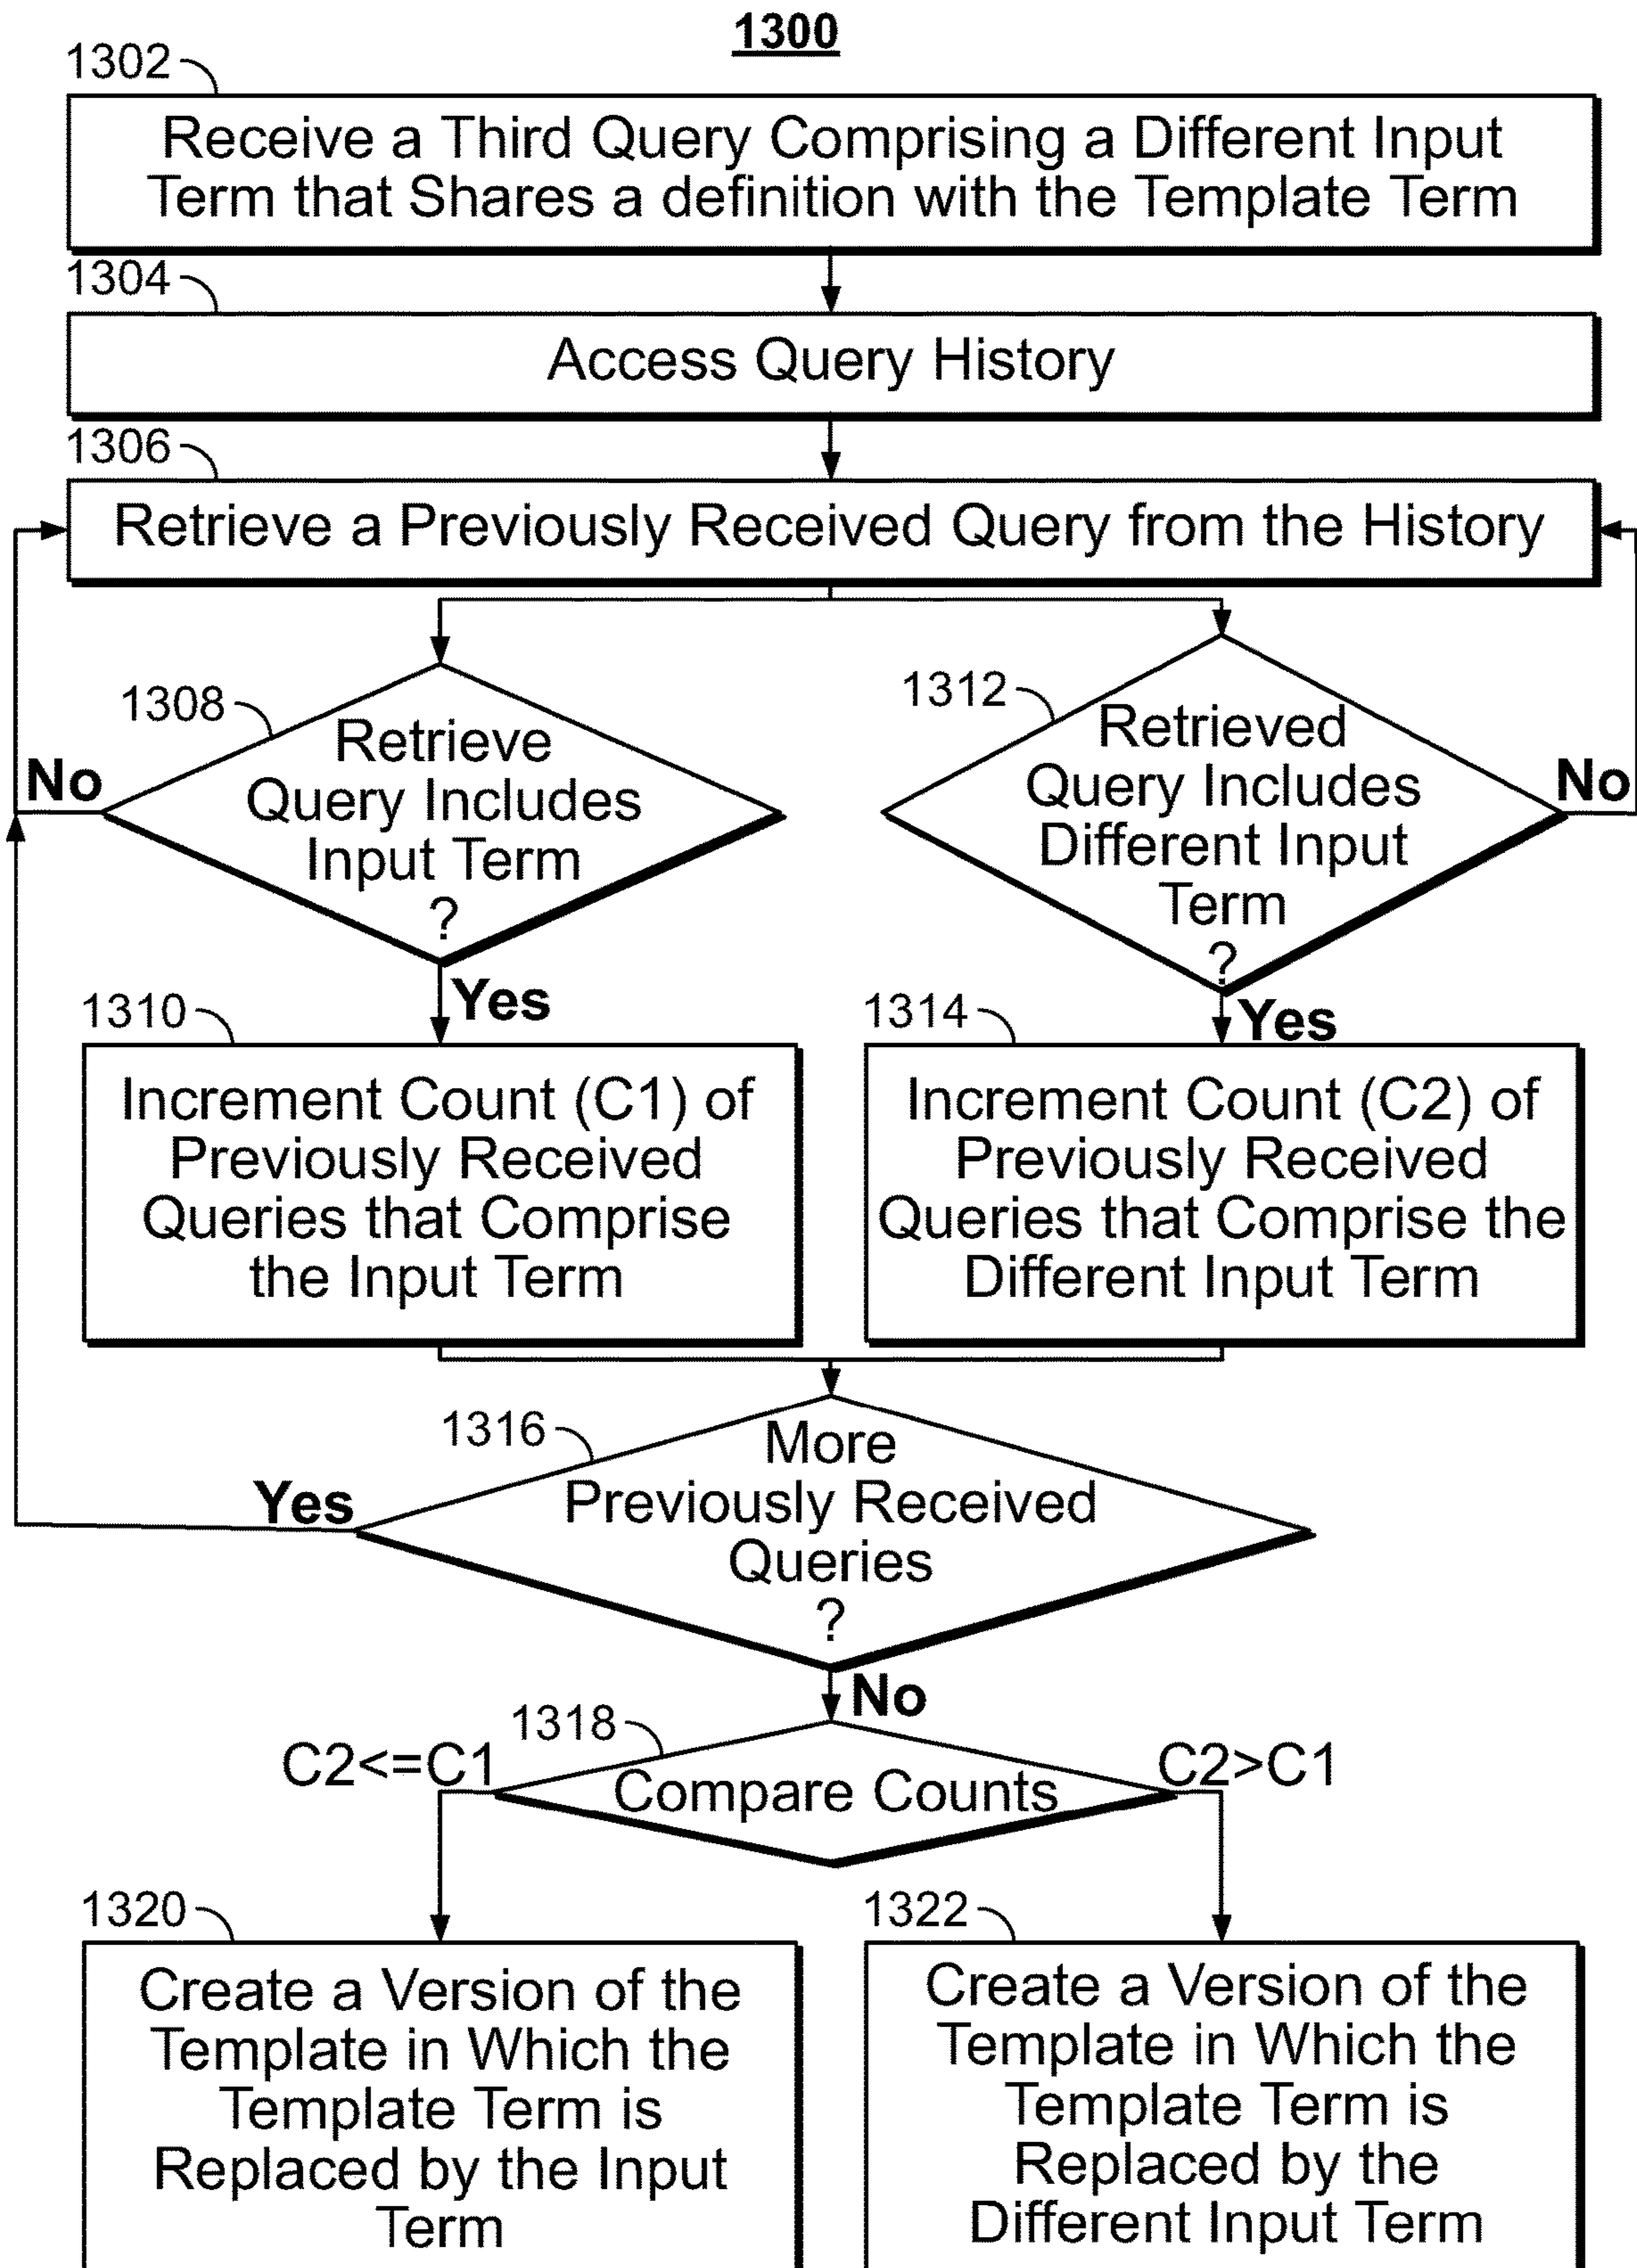 1300
1302
Receive a Third Query Comprising a Different Input
Term that Shares a definition with the Template Term
1304
Access Query History
1306
Retrieve a Previously Received Query from the History
1308
Retrieve
Query Includes
Input Term
?
No
1312
Retrieved
Query Includes
Different Input
Term
?
No
Yes
Yes
1310
Increment Count (C1) of
Previously Received
Queries that Comprise
the Input Term
1314
Increment Count (C2) of
Previously Received
Queries that Comprise the
Different Input Term
1316
More
Previously Received
Queries
?
Yes
No
1318
C2<=C1
Compare Counts
C2>C1
1320
Create a Version of the
Template in Which the
Template Term is
Replaced by the Input
Term
1322
Create a Version of the
Template in Which the
Template Term is
Replaced by the
Different Input Term